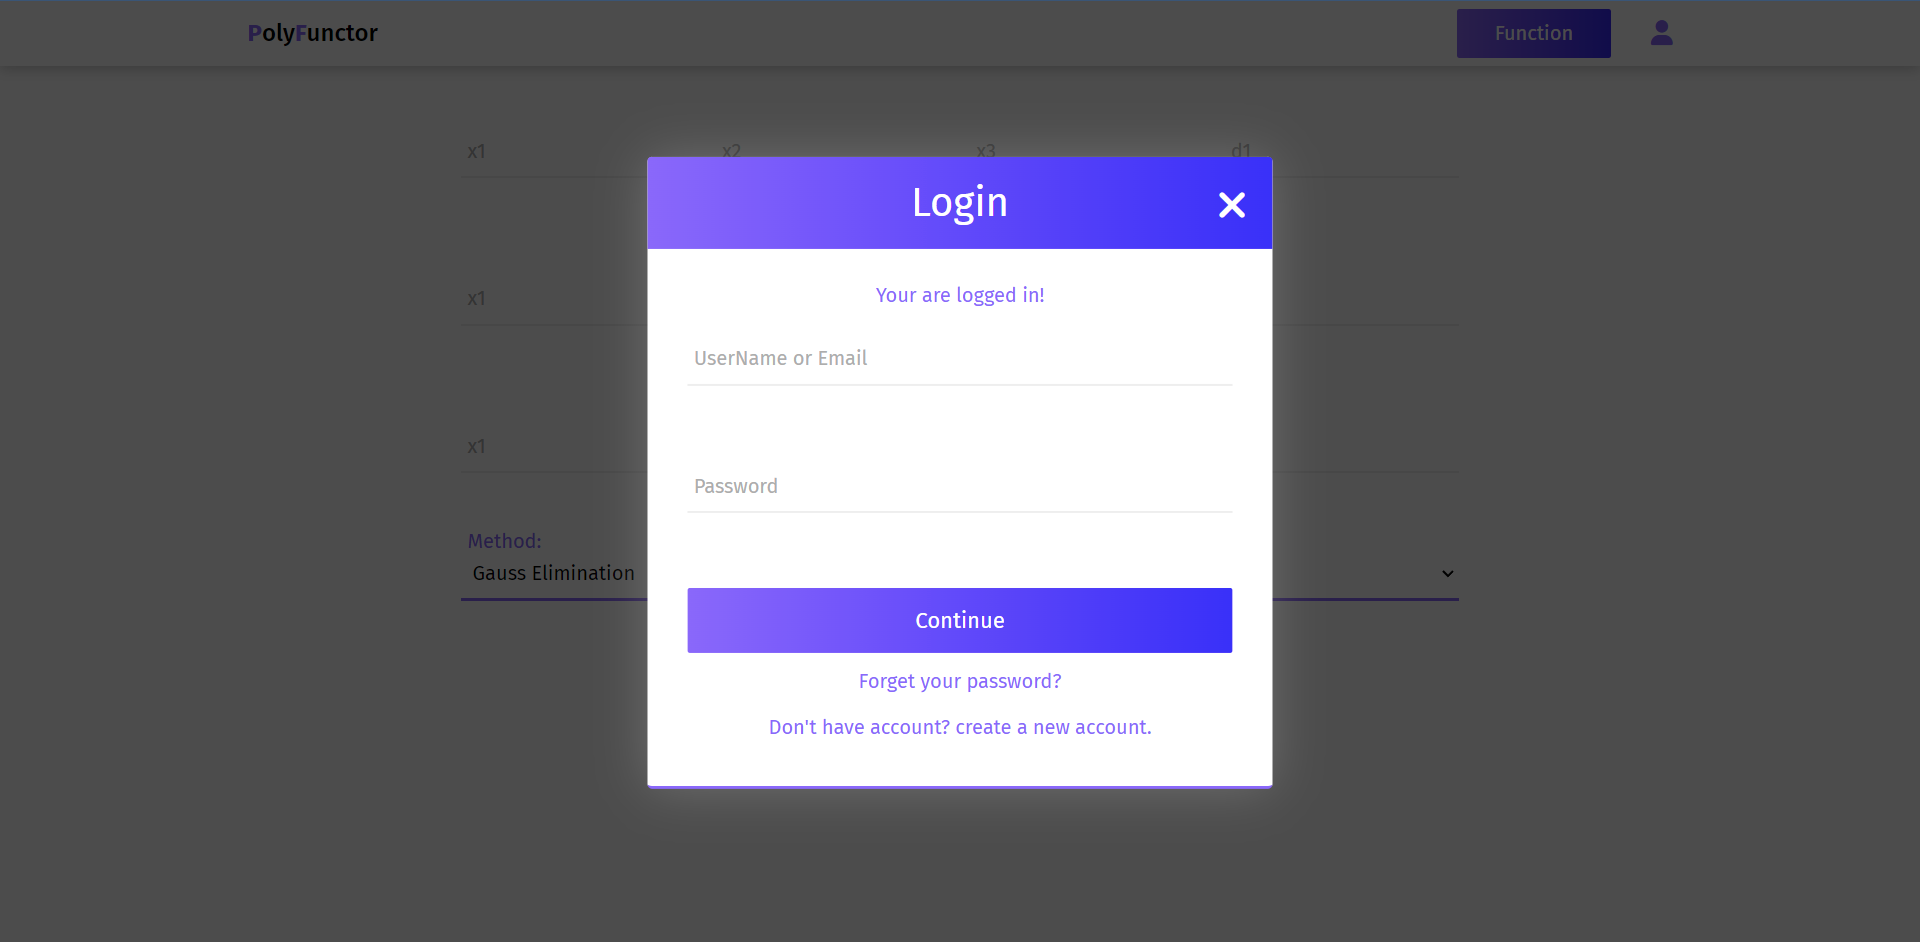 PolyFunctor
Function
x1 x2 x3 d1
Login
Your are logged in!
x1
UserName or Email
x1
Password
Method:
Gauss Elimination
Continue
Forget your password?
Don't have account? create a new account.